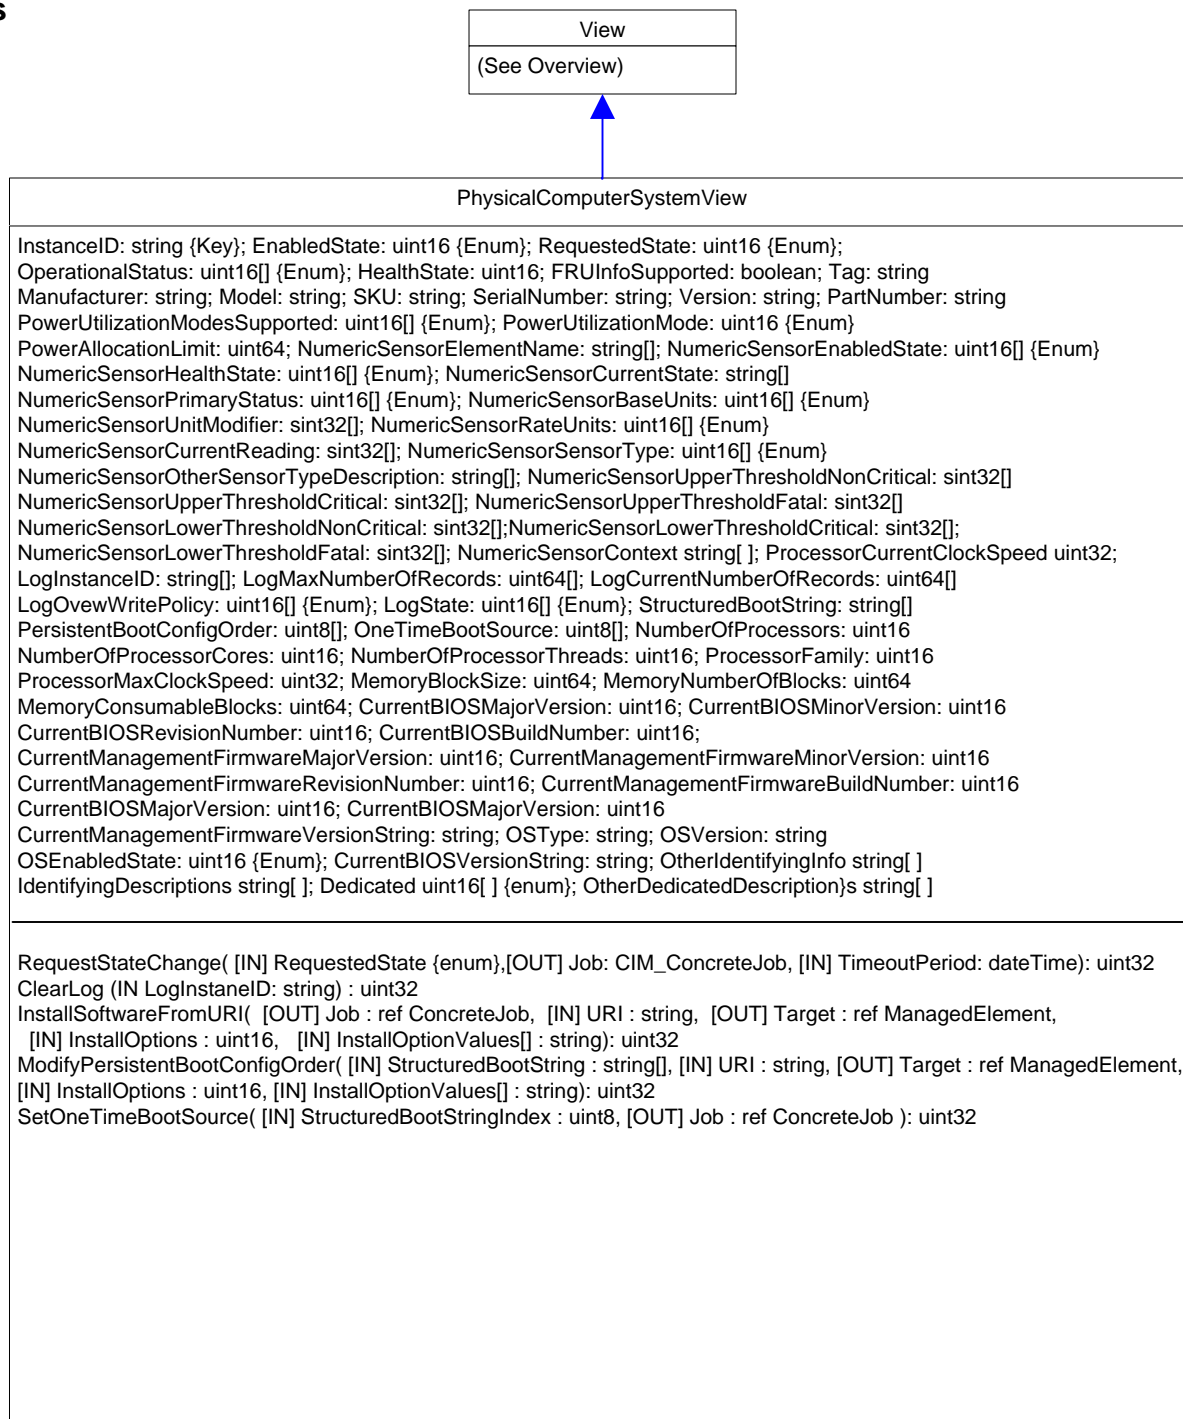 s
View
(See Overview)
PhysicalComputerSystemView
InstanceID: string {Key}; EnabledState: uint16 {Enum}; RequestedState: uint16 {Enum};
OperationalStatus: uint16[] {Enum}; HealthState: uint16; FRUInfoSupported: boolean; Tag: string
Manufacturer: string; Model: string; SKU: string; SerialNumber: string; Version: string; PartNumber: string
PowerUtilizationModesSupported: uint16[] {Enum}; PowerUtilizationMode: uint16 {Enum}
PowerAllocationLimit: uint64; NumericSensorElementName: string[]; NumericSensorEnabledState: uint16[] {Enum}
NumericSensorHealthState: uint16[] {Enum}; NumericSensorCurrentState: string[]
NumericSensorPrimaryStatus: uint16[] {Enum}; NumericSensorBaseUnits: uint16[] {Enum}
NumericSensorUnitModifier: sint32[]; NumericSensorRateUnits: uint16[] {Enum}
NumericSensorCurrentReading: sint32[]; NumericSensorSensorType: uint16[] {Enum}
NumericSensorOtherSensorTypeDescription: string[]; NumericSensorUpperThresholdNonCritical: sint32[]
NumericSensorUpperThresholdCritical: sint32[]; NumericSensorUpperThresholdFatal: sint32[]
NumericSensorLowerThresholdNonCritical: sint32[];NumericSensorLowerThresholdCritical: sint32[];
NumericSensorLowerThresholdFatal: sint32[]; NumericSensorContext string[ ]; ProcessorCurrentClockSpeed uint32;
LogInstanceID: string[]; LogMaxNumberOfRecords: uint64[]; LogCurrentNumberOfRecords: uint64[]
LogOvewWritePolicy: uint16[] {Enum}; LogState: uint16[] {Enum}; StructuredBootString: string[]
PersistentBootConfigOrder: uint8[]; OneTimeBootSource: uint8[]; NumberOfProcessors: uint16
NumberOfProcessorCores: uint16; NumberOfProcessorThreads: uint16; ProcessorFamily: uint16
ProcessorMaxClockSpeed: uint32; MemoryBlockSize: uint64; MemoryNumberOfBlocks: uint64
MemoryConsumableBlocks: uint64; CurrentBIOSMajorVersion: uint16; CurrentBIOSMinorVersion: uint16
CurrentBIOSRevisionNumber: uint16; CurrentBIOSBuildNumber: uint16;
CurrentManagementFirmwareMajorVersion: uint16; CurrentManagementFirmwareMinorVersion: uint16
CurrentManagementFirmwareRevisionNumber: uint16; CurrentManagementFirmwareBuildNumber: uint16
CurrentBIOSMajorVersion: uint16; CurrentBIOSMajorVersion: uint16
CurrentManagementFirmwareVersionString: string; OSType: string; OSVersion: string
OSEnabledState: uint16 {Enum}; CurrentBIOSVersionString: string; OtherIdentifyingInfo string[ ]
IdentifyingDescriptions string[ ]; Dedicated uint16[ ] {enum}; OtherDedicatedDescription}s string[ ]
RequestStateChange( [IN] RequestedState {enum},[OUT] Job: CIM_ConcreteJob, [IN] TimeoutPeriod: dateTime): uint32
ClearLog (IN LogInstaneID: string) : uint32
InstallSoftwareFromURI(  [OUT] Job : ref ConcreteJob,  [IN] URI : string,  [OUT] Target : ref ManagedElement,
[IN] InstallOptions : uint16,   [IN] InstallOptionValues[] : string): uint32
ModifyPersistentBootConfigOrder( [IN] StructuredBootString : string[], [IN] URI : string, [OUT] Target : ref ManagedElement,
[IN] InstallOptions : uint16, [IN] InstallOptionValues[] : string): uint32
SetOneTimeBootSource( [IN] StructuredBootStringIndex : uint8, [OUT] Job : ref ConcreteJob ): uint32